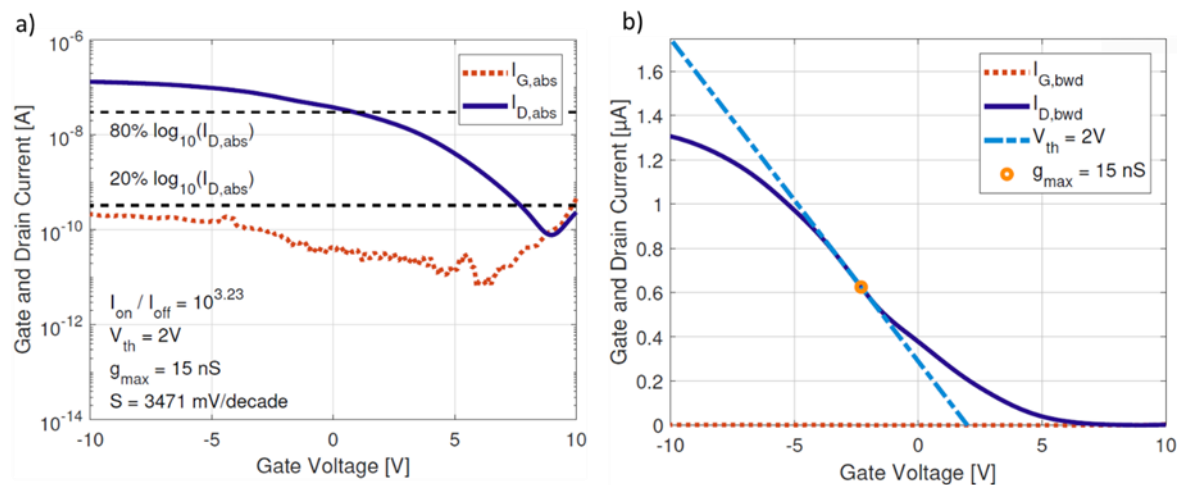 a)
10^-6
10^-8
10^-10
10^-12
10^-14
Gate and Drain Current [A]
I_G,abs
I_D,abs
80% log_10(I_D,abs)
20% log_10(I_D,abs)
I_on / I_off = 10^3.23
V_th = 2V
g_max = 15 nS
S = 3471 mV/decade
-10 -5 0 5 10
Gate Voltage [V]
b)
1.6
1.4
1.2
1
0.8
0.6
0.4
0.2
0
Gate and Drain Current [µA]
I_G,bwd
I_D,bwd
V_th = 2V
g_max = 15 nS
-10 -5 0 5 10
Gate Voltage [V]